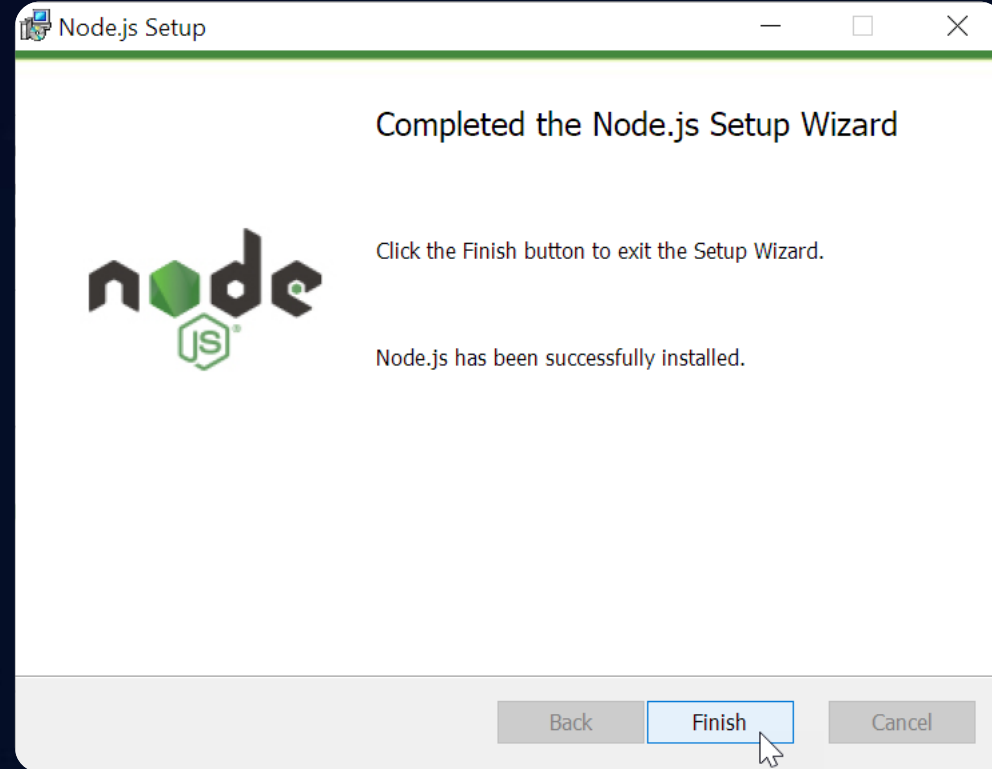 Node.js Setup
Completed the Node.js Setup Wizard
Click the Finish button to exit the Setup Wizard.
node
JS®
Node.js has been successfully installed.
Back
Finish
Cancel